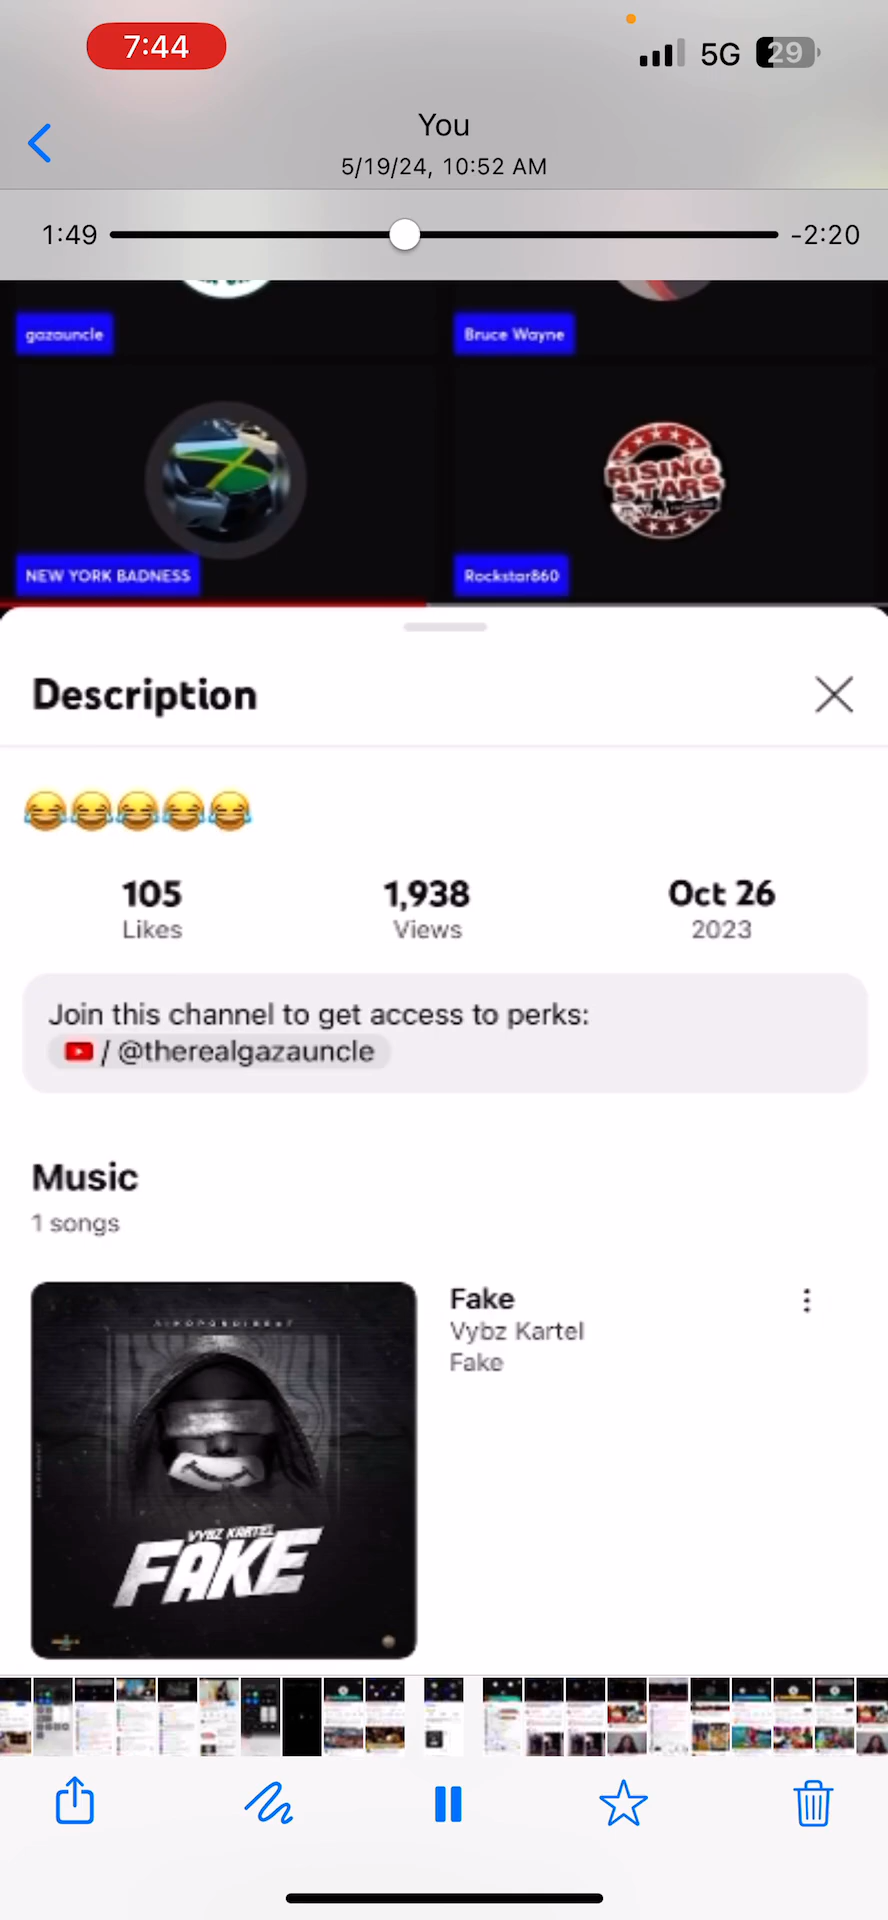 7:44
5G 29
You
5/19/24, 10:52 AM
1:49
-2:20
gazauncle
Bruce Wayne
RISING
STARS
NEW YORK BADNESS
Rockstar860
Description
😂😂😂😂😂
105
1,938
Oct 26
Likes
Views
2023
Join this channel to get access to perks:
/ @therealgazauncle
Music
1 songs
Fake
Vybz Kartel
Fake
VYBZ KARTEL
FAKE